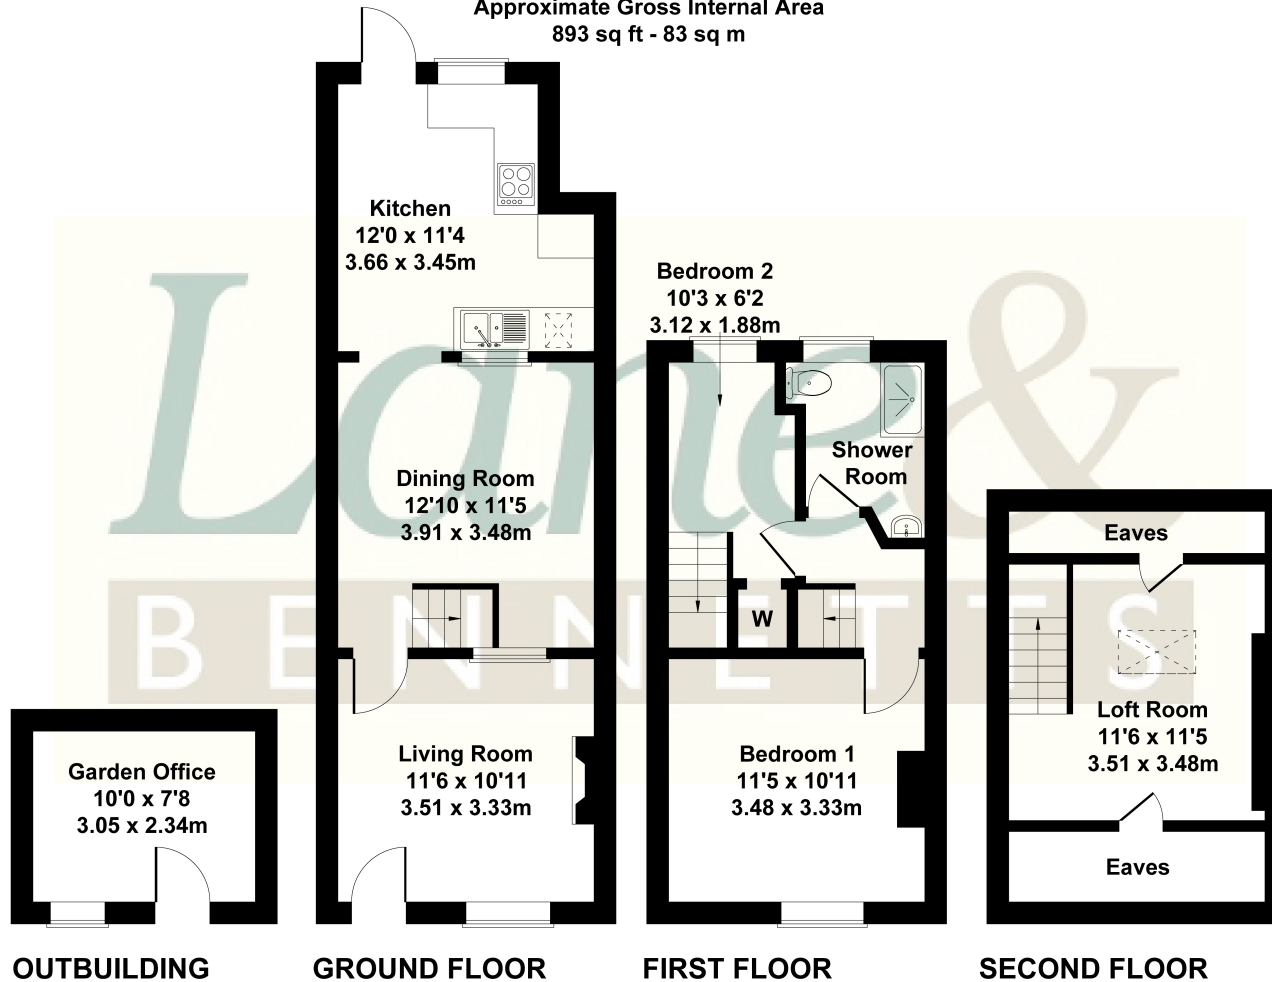 Approximate Gross Internal Area
893 sq ft - 83 sq m
Kitchen
12'0 x 11'4
3.66 x 3.45m
Bedroom 2
10'3 x 6'2
3.12 x 1.88m
Lane &
BENNETTS
Shower
Room
Dining Room
12'10 x 11'5
3.91 x 3.48m
Eaves
W
Loft Room
11'6 x 11'5
3.51 x 3.48m
Garden Office
10'0 x 7'8
3.05 x 2.34m
Living Room
11'6 x 10'11
3.51 x 3.33m
Bedroom 1
11'5 x 10'11
3.48 x 3.33m
Eaves
OUTBUILDING
GROUND FLOOR
FIRST FLOOR
SECOND FLOOR